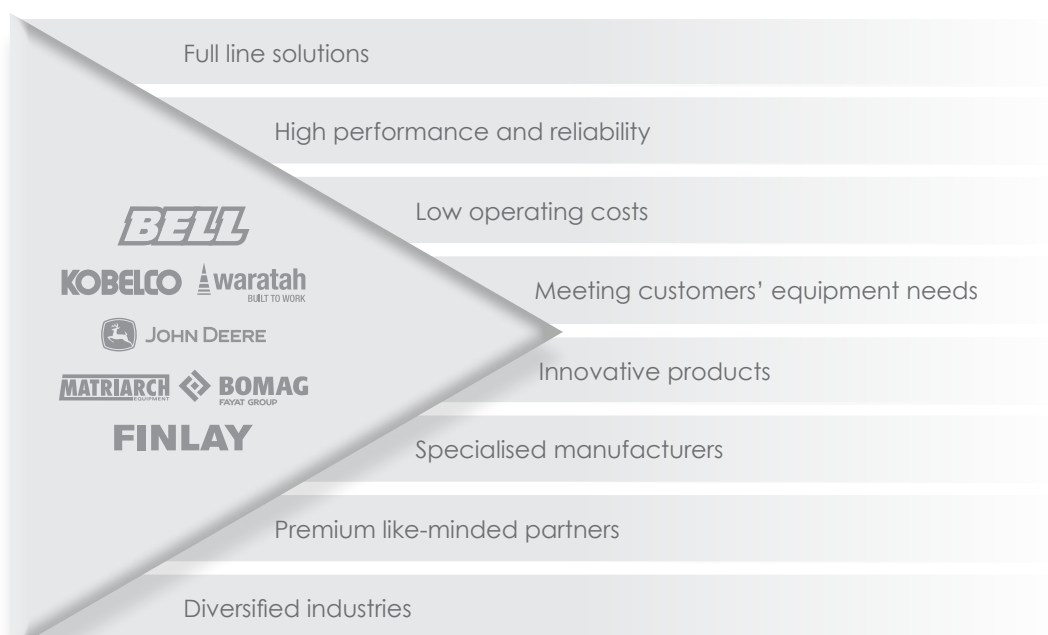 Full line solutions
High performance and reliability
Low operating costs
Meeting customers’ equipment needs
Innovative products
Specialised manufacturers
Premium like-minded partners
Diversified industries
BELL
KOBELCO
waratah
BUILT TO WORK
JOHN DEERE
MATRIARCH
EQUIPMENT
BOMAG
FAYAT GROUP
FINLAY